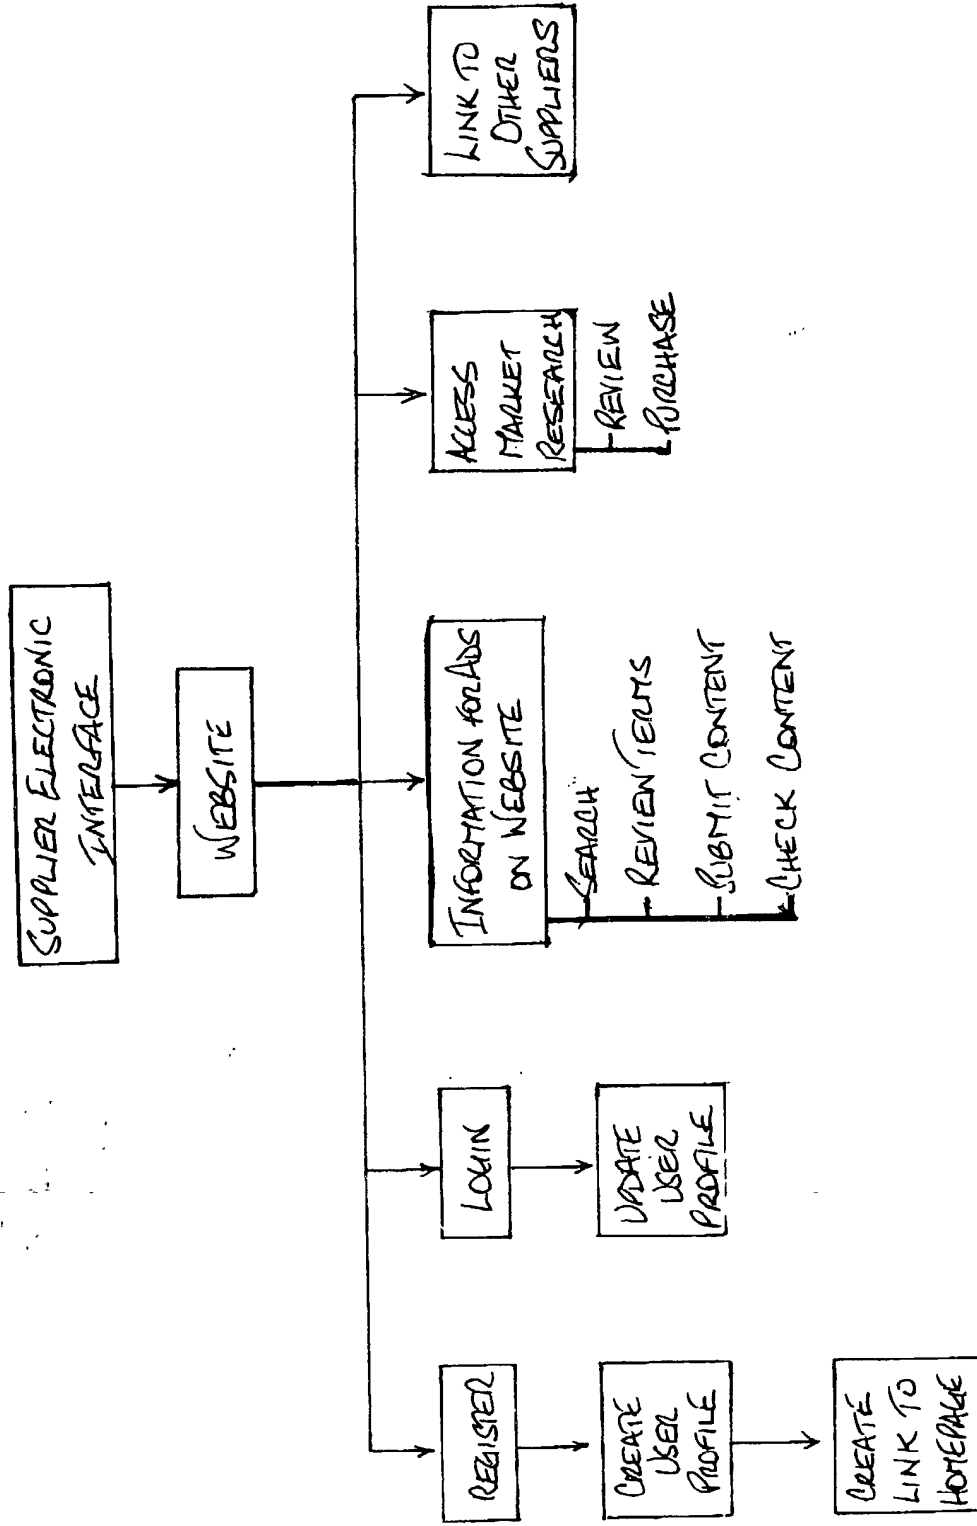 SUPPLIER ELECTRONIC
INTERFACE
WEBSITE
REGISTER
CREATE
USER
PROFILE
CREATE
LINK TO
HOMEPAGE
LOGIN
UPDATE
USER
PROFILE
INFORMATION FOR ADS
ON WEBSITE
SEARCH
REVIEW TERMS
SUBMIT CONTENT
CHECK CONTENT
ACCESS
MARKET
RESEARCH
REVIEW
PURCHASE
LINK TO
OTHER
SUPPLIERS